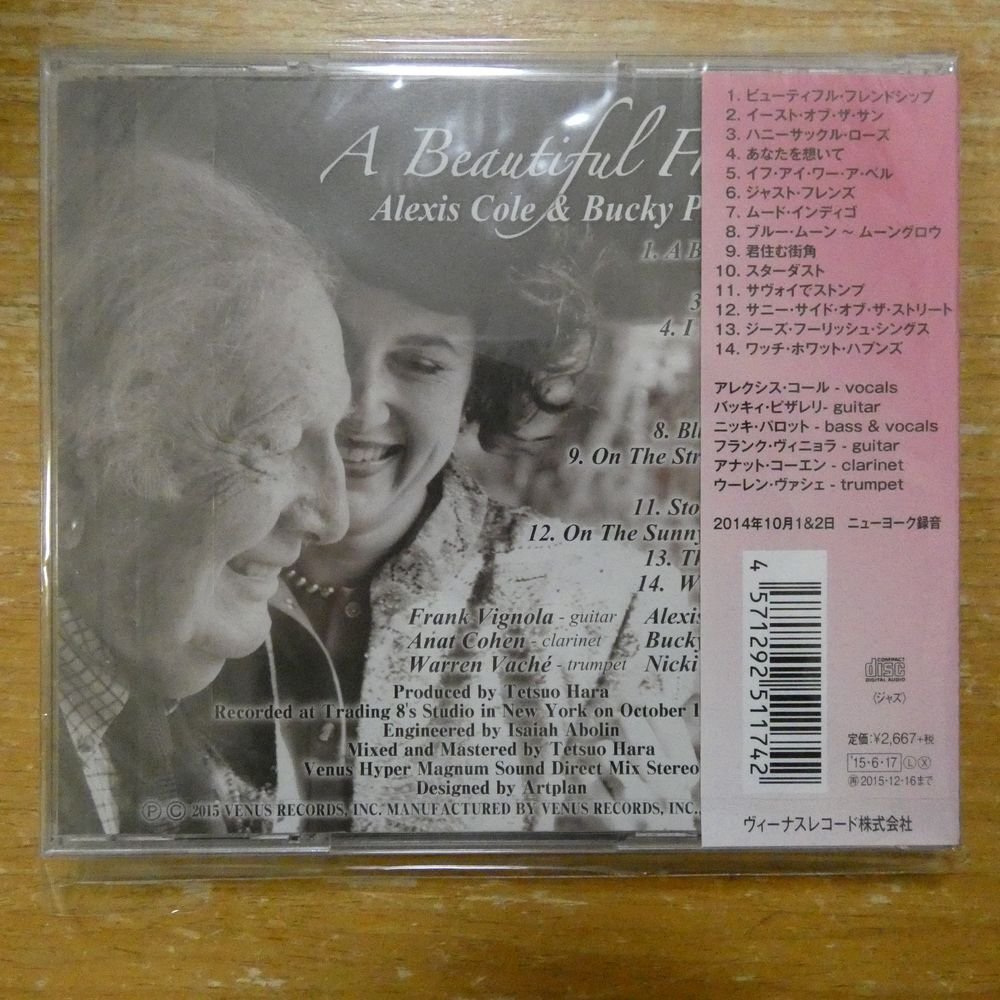 A Beautiful Fr
Alexis Cole & Bucky P
1. A B
3
4. I
8. Bl
9. On The Str
11. Sto
12. On The Sunny
13. Th
14. W
Frank Vignola - guitar Alexis
Anat Cohen - clarinet Bucky
Warren Vaché - trumpet Nicki
Produced by Tetsuo Hara
Recorded at Trading 8's Studio in New York on October 1
Engineered by Isaiah Abolin
Mixed and Mastered by Tetsuo Hara
Venus Hyper Magnum Sound Direct Mix Stereo
Designed by Artplan
Ⓟ © 2015 VENUS RECORDS, INC. MANUFACTURED BY VENUS RECORDS, INC.,
1. ビューティフル・フレンドシップ
2. イースト・オブ・ザ・サン
3. ハニーサックル・ローズ
4. あなたを想いて
5. イフ・アイ・ワー・ア・ベル
6. ジャスト・フレンズ
7. ムード・インディゴ
8. ブルー・ムーン ～ ムーングロウ
9. 君住む街角
10. スターダスト
11. サヴォイでストンプ
12. サニー・サイド・オブ・ザ・ストリート
13. ジーズ・フーリッシュ・シングス
14. ワッチ・ホワット・ハプンズ
アレクシス・コール - vocals
バッキィ・ピザレリ- guitar
ニッキ・パロット - bass & vocals
フランク・ヴィニョラ - guitar
アナット・コーエン - clarinet
ウーレン・ヴァシェ - trumpet
2014年10月1&2日 ニューヨーク録音
4571292511742
COMPACT
disc
DIGITAL AUDIO
〈ジャズ〉
定価:¥2,667+税
'15・6・17 Ⓛ Ⓧ
㊞ 2015・12・16まで
ヴィーナスレコード株式会社